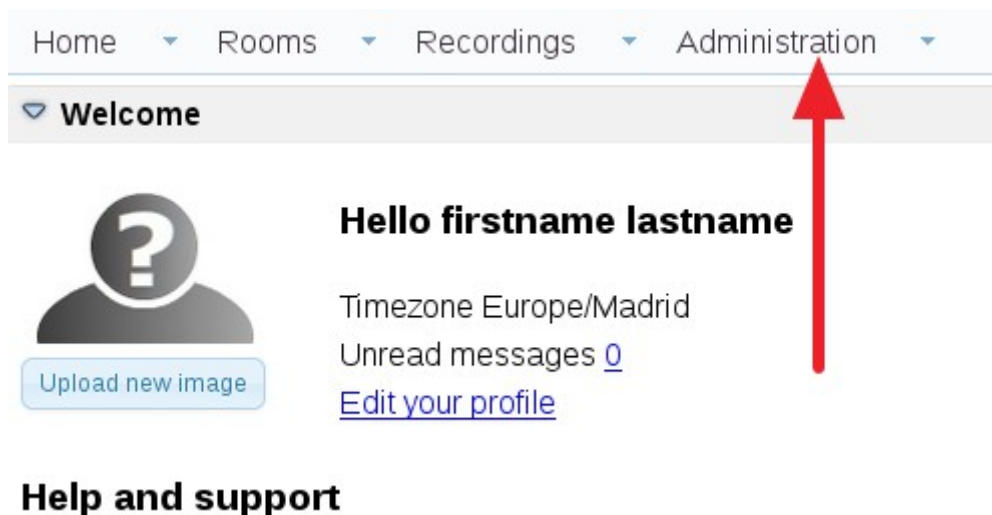 Home Rooms Recordings Administration
Welcome
?
Hello firstname lastname
Timezone Europe/Madrid
Unread messages 0
Upload new image
Edit your profile
Help and support